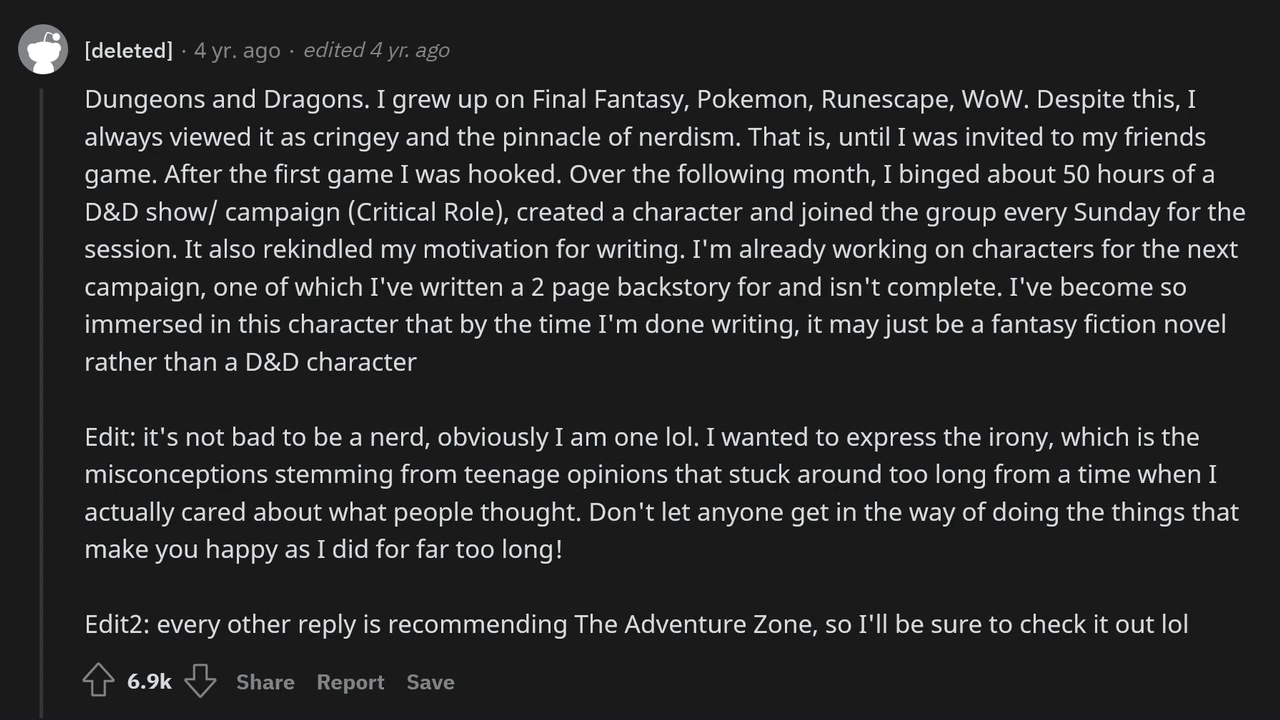 [deleted] · 4 yr. ago · edited 4 yr. ago
Dungeons and Dragons. I grew up on Final Fantasy, Pokemon, Runescape, WoW. Despite this, I
always viewed it as cringey and the pinnacle of nerdism. That is, until I was invited to my friends
game. After the first game I was hooked. Over the following month, I binged about 50 hours of a
D&D show/ campaign (Critical Role), created a character and joined the group every Sunday for the
session. It also rekindled my motivation for writing. I'm already working on characters for the next
campaign, one of which I've written a 2 page backstory for and isn't complete. I've become so
immersed in this character that by the time I'm done writing, it may just be a fantasy fiction novel
rather than a D&D character
Edit: it's not bad to be a nerd, obviously I am one lol. I wanted to express the irony, which is the
misconceptions stemming from teenage opinions that stuck around too long from a time when I
actually cared about what people thought. Don't let anyone get in the way of doing the things that
make you happy as I did for far too long!
Edit2: every other reply is recommending The Adventure Zone, so I'll be sure to check it out lol
6.9k Share Report Save